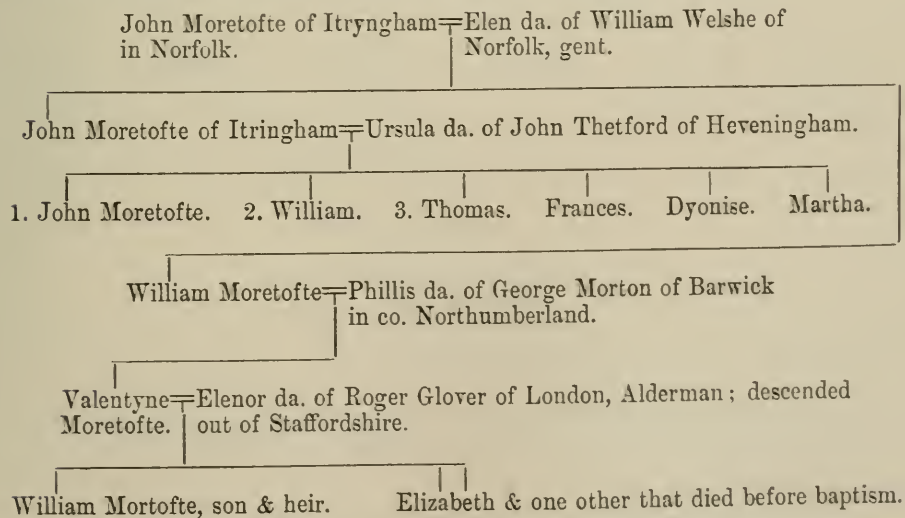 John Moretofte of Itryngham=Elen da. of William Welshe of
in Norfolk. Norfolk, gent.
John Moretofte of Itringham=Ursula da. of John Thetford of Heveningham.
1. John Moretofte. 2. William. 3. Thomas. Frances. Dyonise. Martha.
William Moretofte=Phillis da. of George Morton of Barwick
in co. Northumberland.
Valentyne=Elenor da. of Roger Glover of London, Alderman; descended
Moretofte. out of Staffordshire.
William Mortofte, son & heir. Elizabeth & one other that died before baptism.